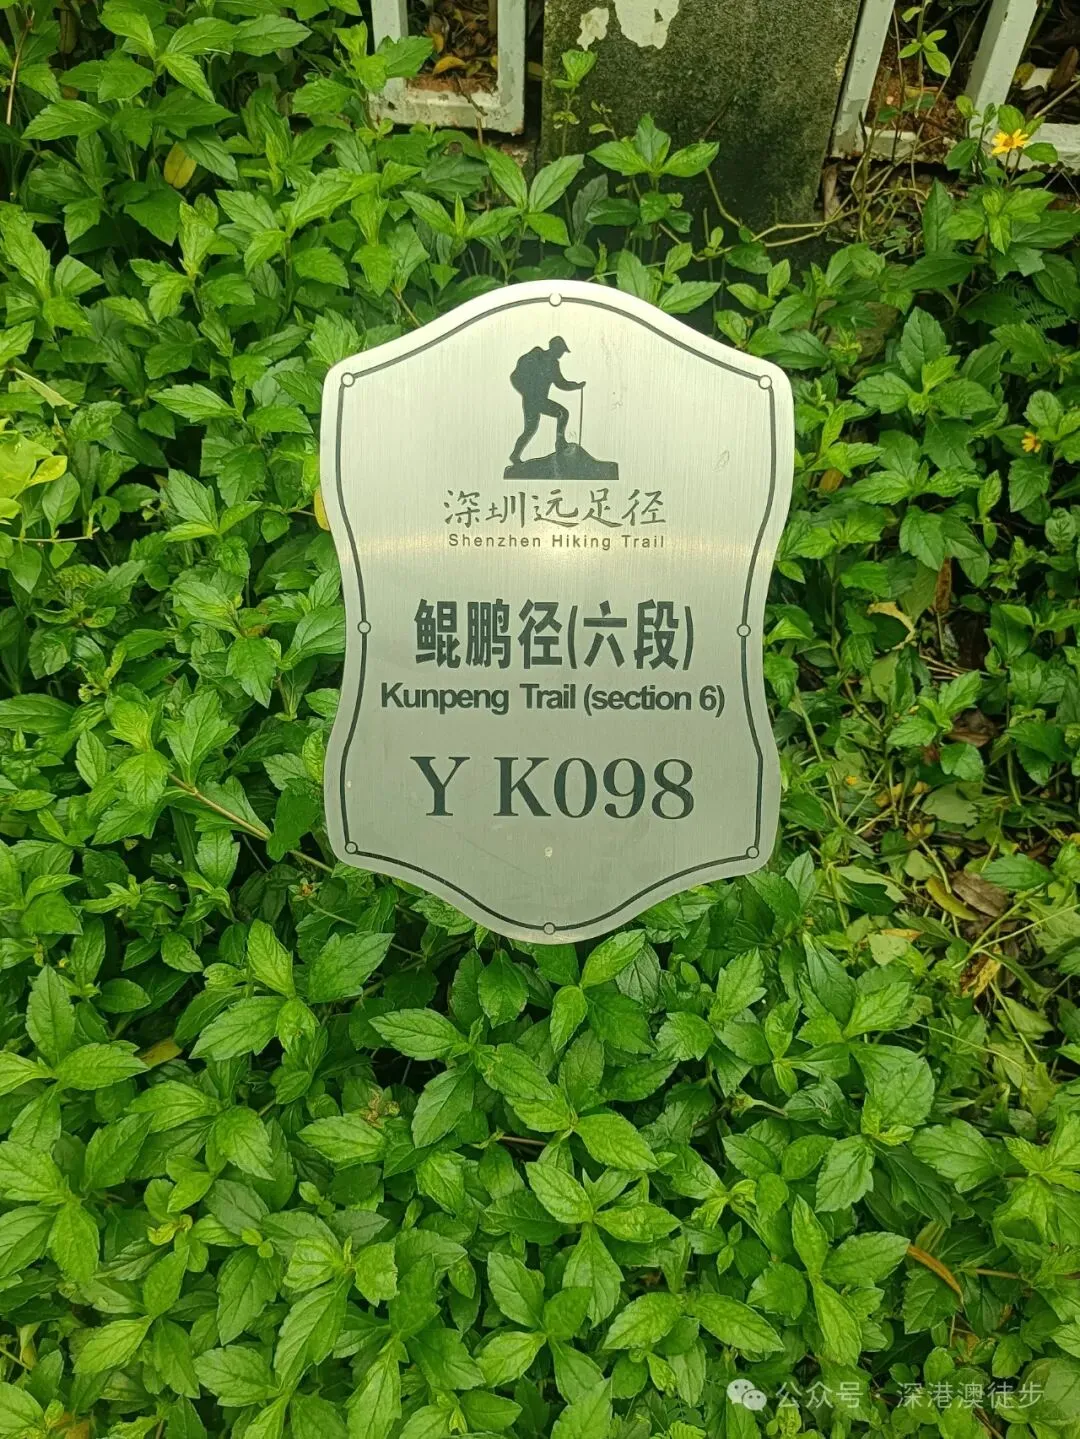 深圳远足径
Shenzhen Hiking Trail
鲲鹏径(六段)
Kunpeng Trail (section 6)
Y K098
公众号 · 深港澳徒步